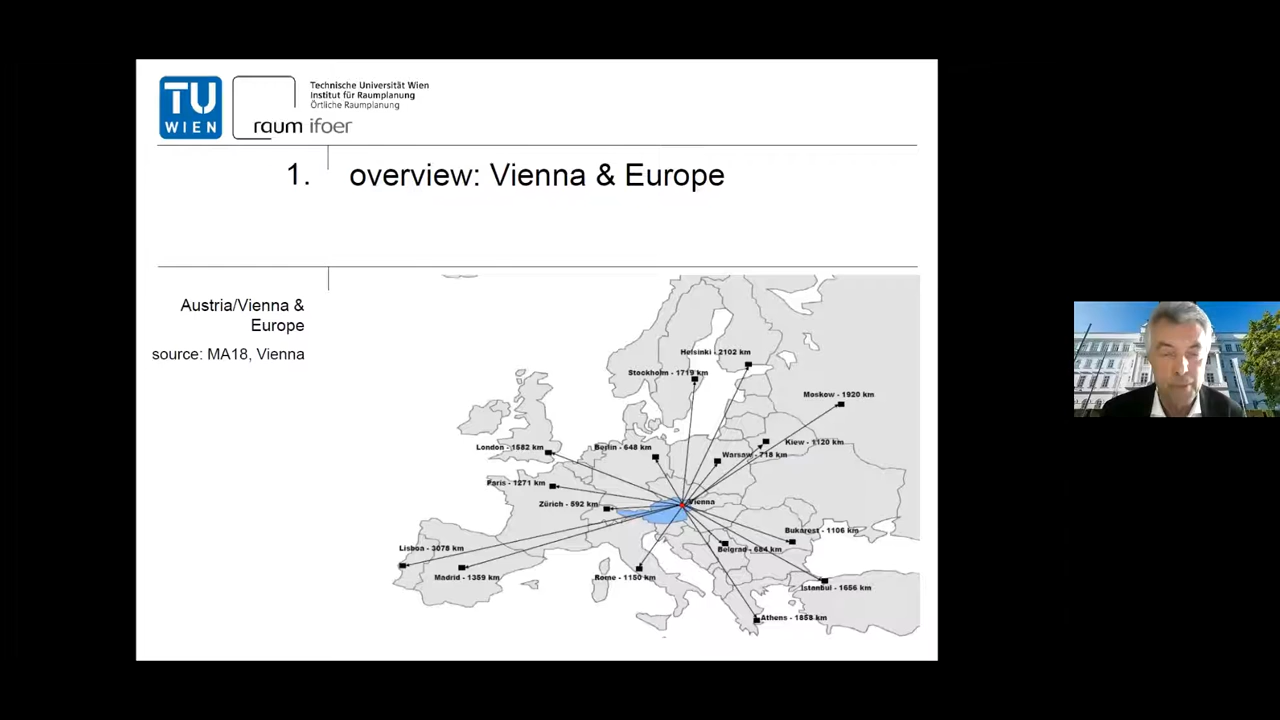 TU
WIEN
raum ifoer
Technische Universität Wien
Institut für Raumplanung
Örtliche Raumplanung
1. overview: Vienna & Europe
Austria/Vienna &
Europe
source: MA18, Vienna
Helsinki - 2102 km
Stockholm - 1719 km
Moskow - 1920 km
Kiew - 1120 km
London - 1582 km
Berlin - 648 km
Warsaw - 718 km
Paris - 1271 km
Zürich - 592 km
Vienna
Bukarest - 1106 km
Lisboa - 3078 km
Belgrad - 684 km
Madrid - 1359 km
Rome - 1150 km
Istanbul - 1656 km
Athens - 1858 km